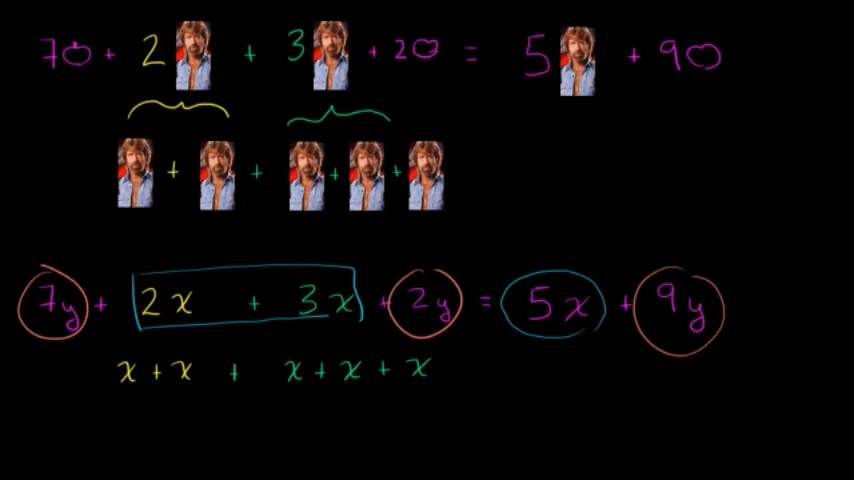 7 + 2 + 3 + 2 = 5 + 9
+ + + +
7y + 2x + 3x + 2y = 5x + 9y
x + x + x + x + x